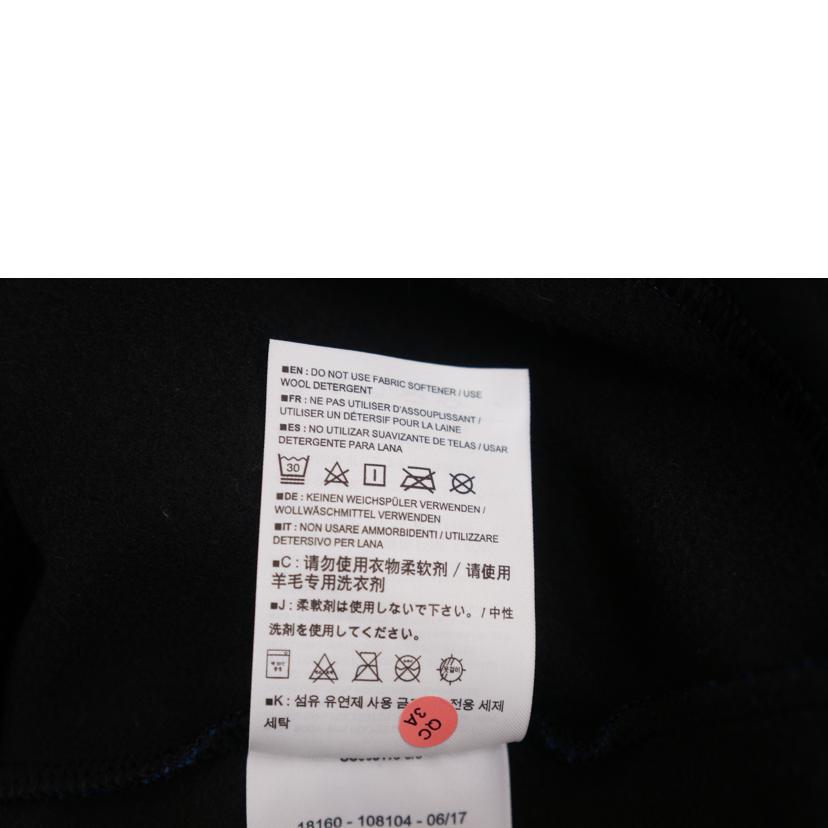 ■EN : DO NOT USE FABRIC SOFTENER / USE
WOOL DETERGENT
■FR : NE PAS UTILISER D'ASSOUPLISSANT /
UTILISER UN DÉTERSIF POUR LA LAINE
■ES : NO UTILIZAR SUAVIZANTE DE TELAS / USAR
DETERGENTE PARA LANA
30
■DE : KEINEN WEICHSPÜLER VERWENDEN /
WOLLWÄSCHMITTEL VERWENDEN
■IT : NON USARE AMMORBIDENTI / UTILIZZARE
DETERSIVO PER LANA
■C : 请勿使用衣物柔软剂 / 请使用
羊毛专用洗衣剂
■J : 柔軟剤は使用しないで下さい。 / 中性
洗剤を使用してください。
옷걸이
■K : 섬유 유연제 사용 전용 세제
세탁
QC
3A
18160 - 108104 - 06/17